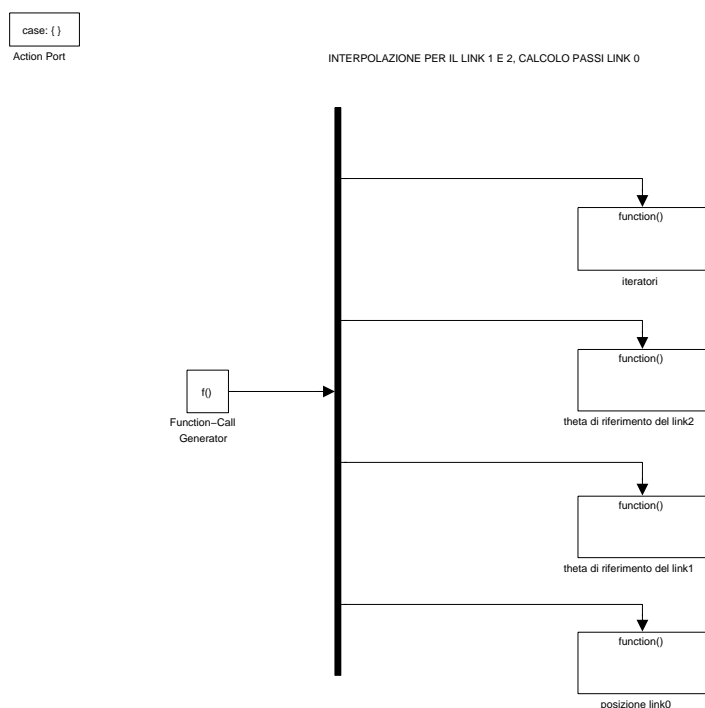 case: { }
Action Port
INTERPOLAZIONE PER IL LINK 1 E 2, CALCOLO PASSI LINK 0
function()
iteratori
function()
theta di riferimento del link2
f()
Function−Call
Generator
function()
theta di riferimento del link1
function()
posizione link0